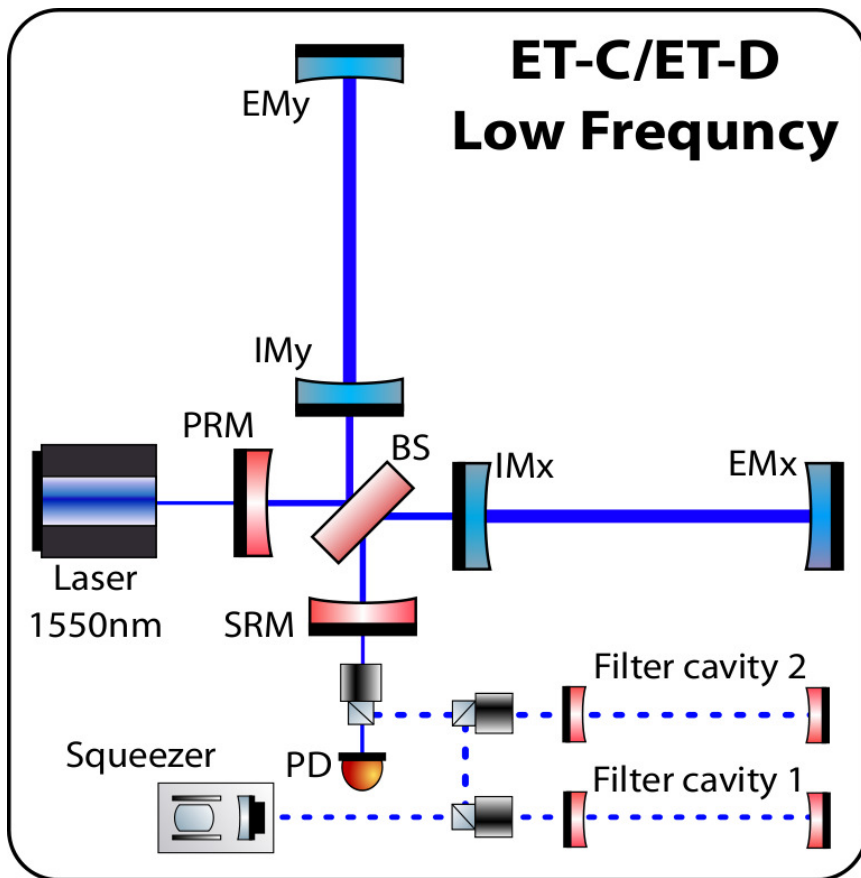 ET-C/ET-D
Low Frequncy
EMy
IMy
PRM
BS
IMx
EMx
Laser
1550nm
SRM
Filter cavity 2
Squeezer
PD
Filter cavity 1